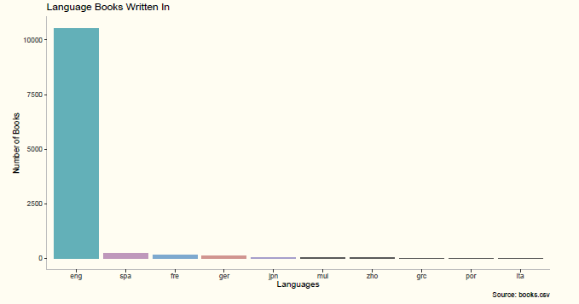 Language Books Written In
Number of Books
10000
7500
5000
2500
0
eng spa fre ger jpn mul zho grc por ita
Languages
Source: books.csv